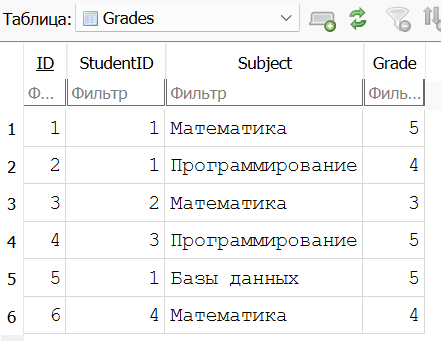 Таблица: Grades
ID StudentID Subject Grade
Ф... Фильтр Фильтр Филь...
1 1 1 Математика 5
2 2 1 Программирование 4
3 3 2 Математика 3
4 4 3 Программирование 5
5 5 1 Базы данных 5
6 6 4 Математика 4